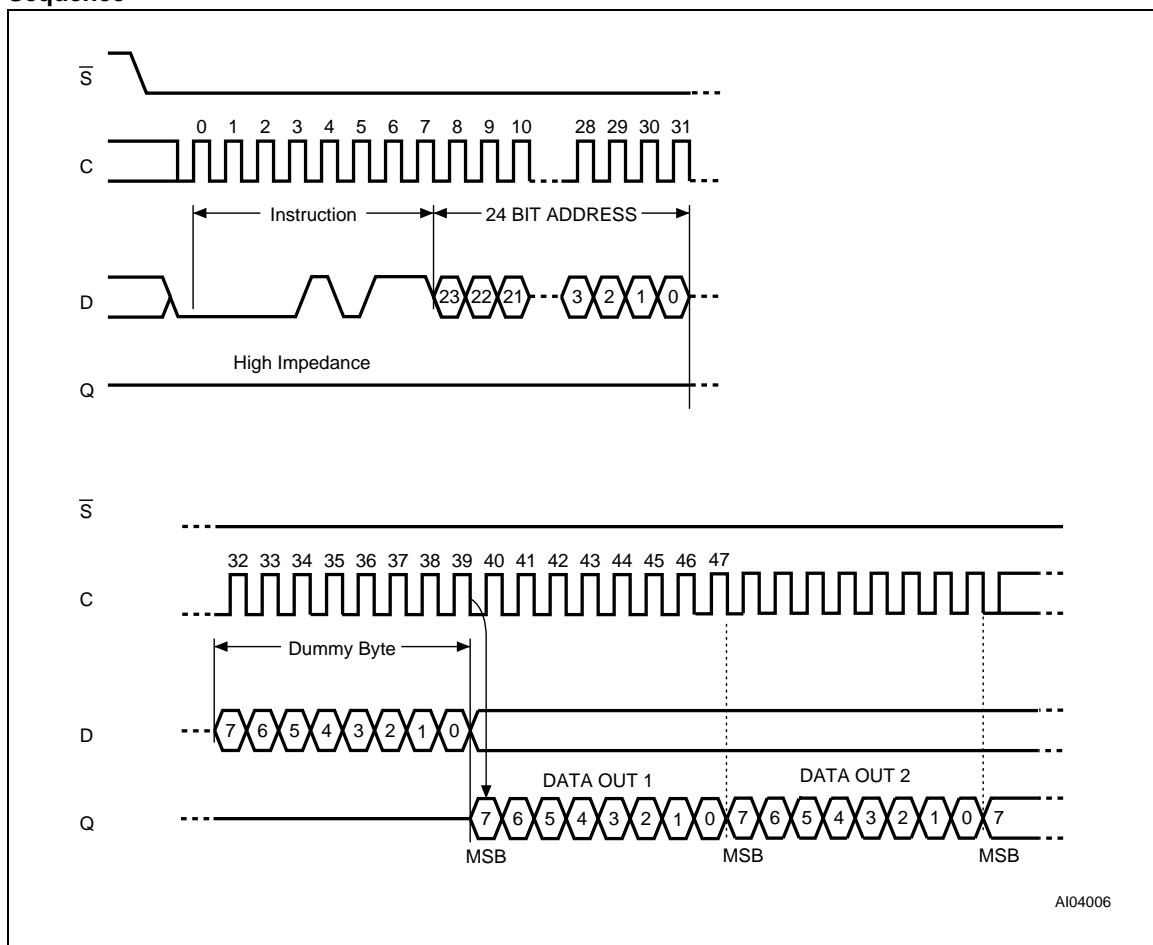 S
0 1 2 3 4 5 6 7 8 9 10 28 29 30 31
C
Instruction 24 BIT ADDRESS
D 23 22 21 3 2 1 0
High Impedance
Q
S
32 33 34 35 36 37 38 39 40 41 42 43 44 45 46 47
C
Dummy Byte
D 7 6 5 4 3 2 1 0
DATA OUT 1 DATA OUT 2
Q 7 6 5 4 3 2 1 0 7 6 5 4 3 2 1 0 7
MSB MSB MSB
AI04006